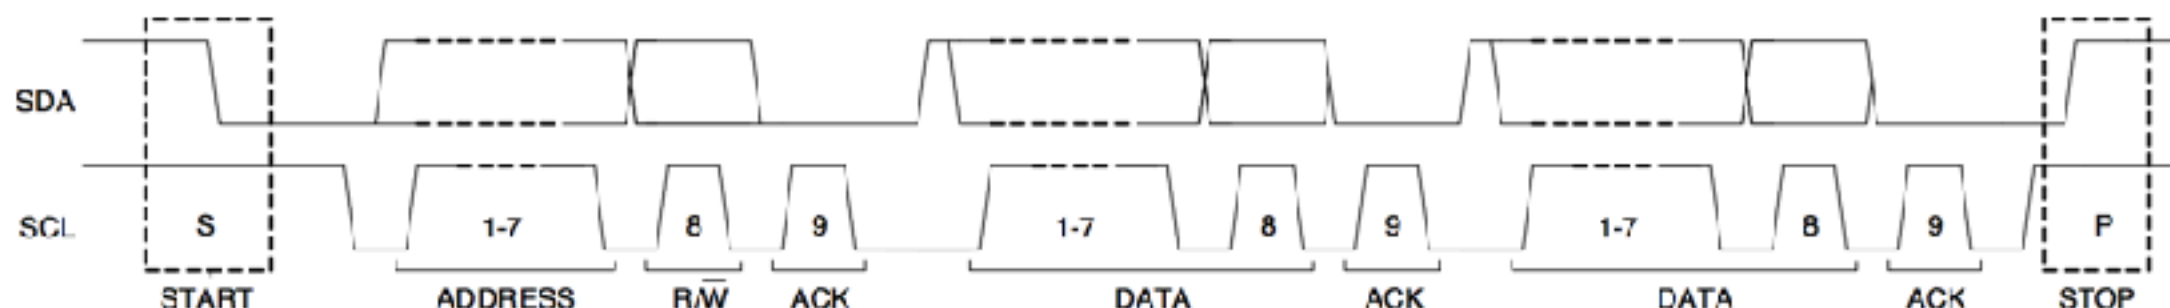 SDA
SCL S 1-7 8 9 1-7 8 9 1-7 8 9 P
START ADDRESS R/W̅ ACK DATA ACK DATA ACK STOP